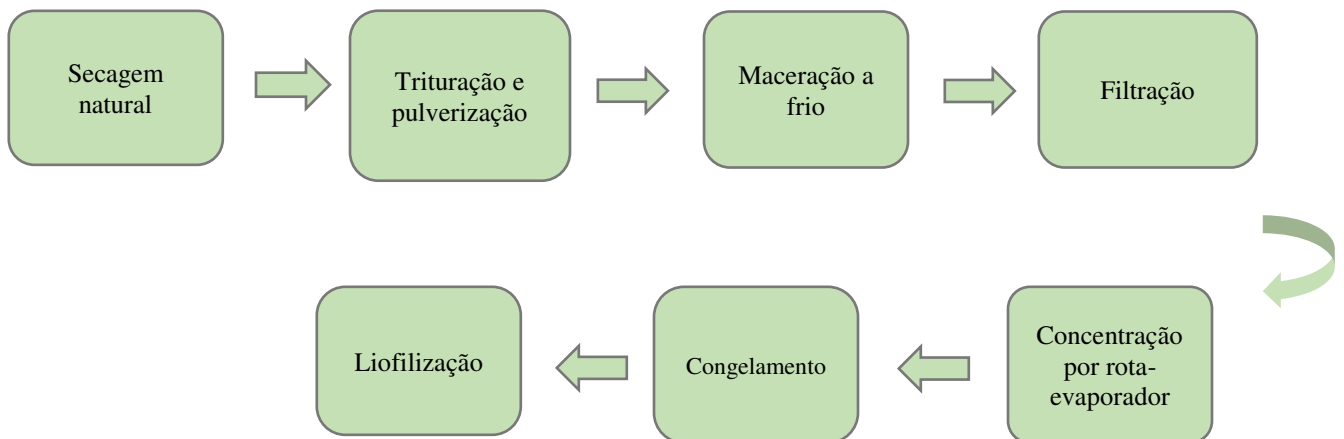 Secagem
natural
Trituração e
pulverização
Maceração a
frio
Filtração
Concentração
por rota-
evaporador
Congelamento
Liofilização